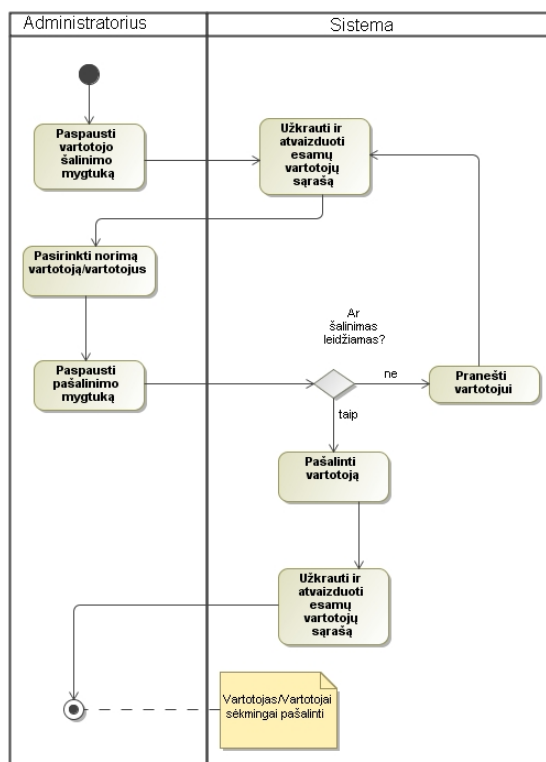 Administratorius
Sistema
Paspausti
vartotojo
šalinimo
mygtuką
Užkrauti ir
atvaizduoti
esamų
vartotojų
sąrašą
Pasirinkti norimą
vartotoją/vartotojus
Ar
šalinimas
leidžiamas?
Paspausti
pašalinimo
mygtuką
ne
Pranešti
vartotojui
taip
Pašalinti
vartotoją
Užkrauti ir
atvaizduoti
esamų
vartotojų
sąrašą
Vartotojas/Vartotojai
sėkmingai pašalinti